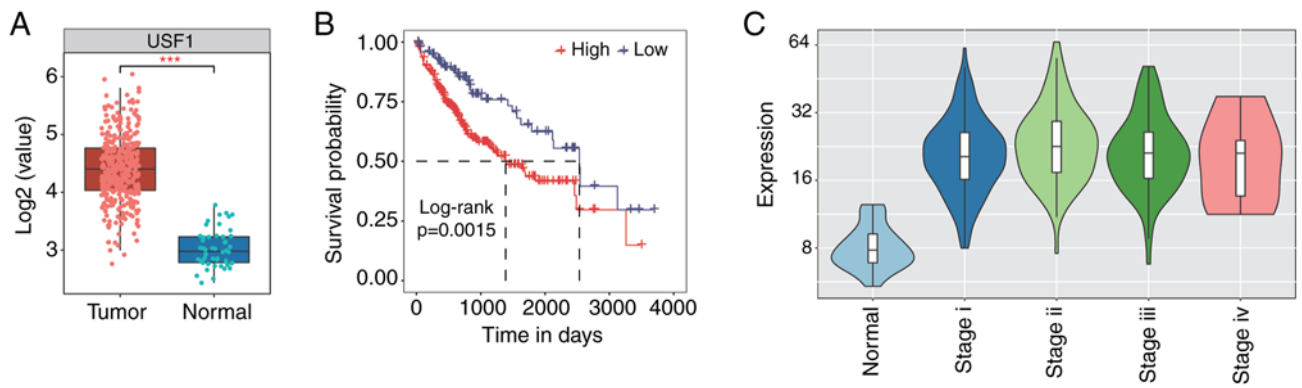 A
USF1
***
Log2 (value)
6
5
4
3
Tumor Normal
B
High Low
Survival probability
1.00
0.75
0.50
0.25
0.00
Log-rank
p=0.0015
0 1000 2000 3000 4000
Time in days
C
Expression
64
32
16
8
Normal
Stage i
Stage ii
Stage iii
Stage iv